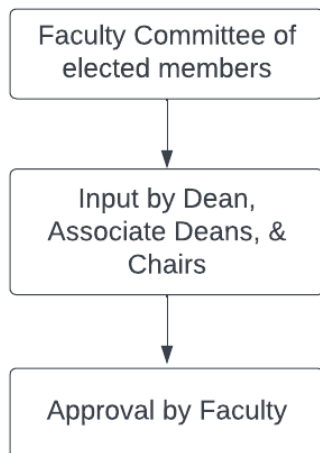 Faculty Committee of
elected members
Input by Dean,
Associate Deans, &
Chairs
Approval by Faculty